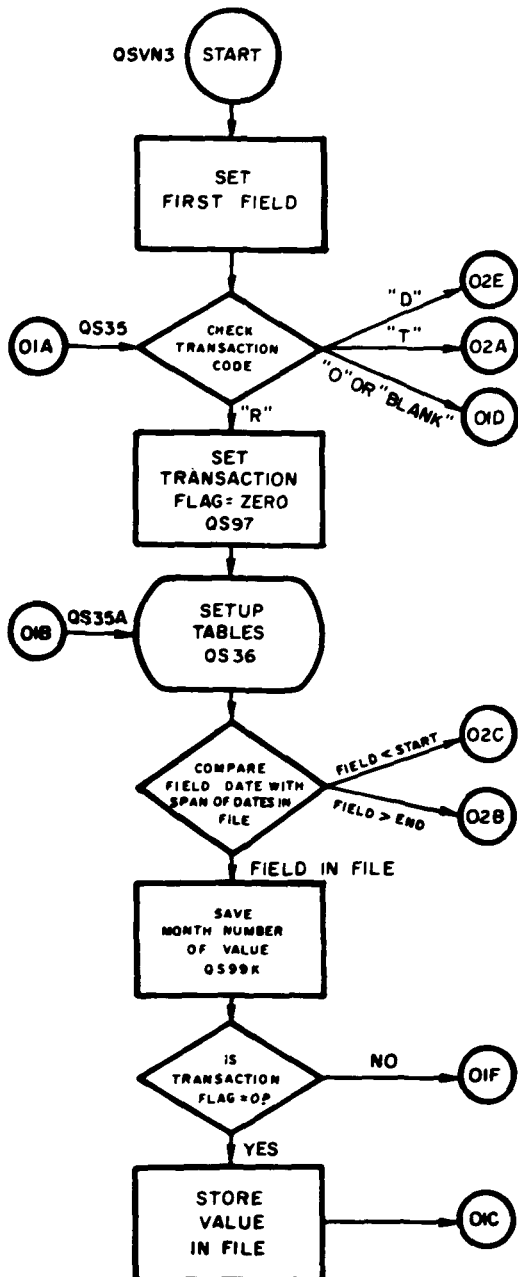 QSVN3
START
SET
FIRST FIELD
01A
QS35
CHECK
TRANSACTION
CODE
"D"
02E
"T"
02A
"O" OR "BLANK"
01D
"R"
SET
TRANSACTION
FLAG = ZERO
QS97
01B
QS35A
SETUP
TABLES
QS36
COMPARE
FIELD DATE WITH
SPAN OF DATES IN
FILE
FIELD < START
02C
FIELD > END
02B
FIELD IN FILE
SAVE
MONTH NUMBER
OF VALUE
QS99K
IS
TRANSACTION
FLAG = 0?
NO
01F
YES
STORE
VALUE
IN FILE
01C